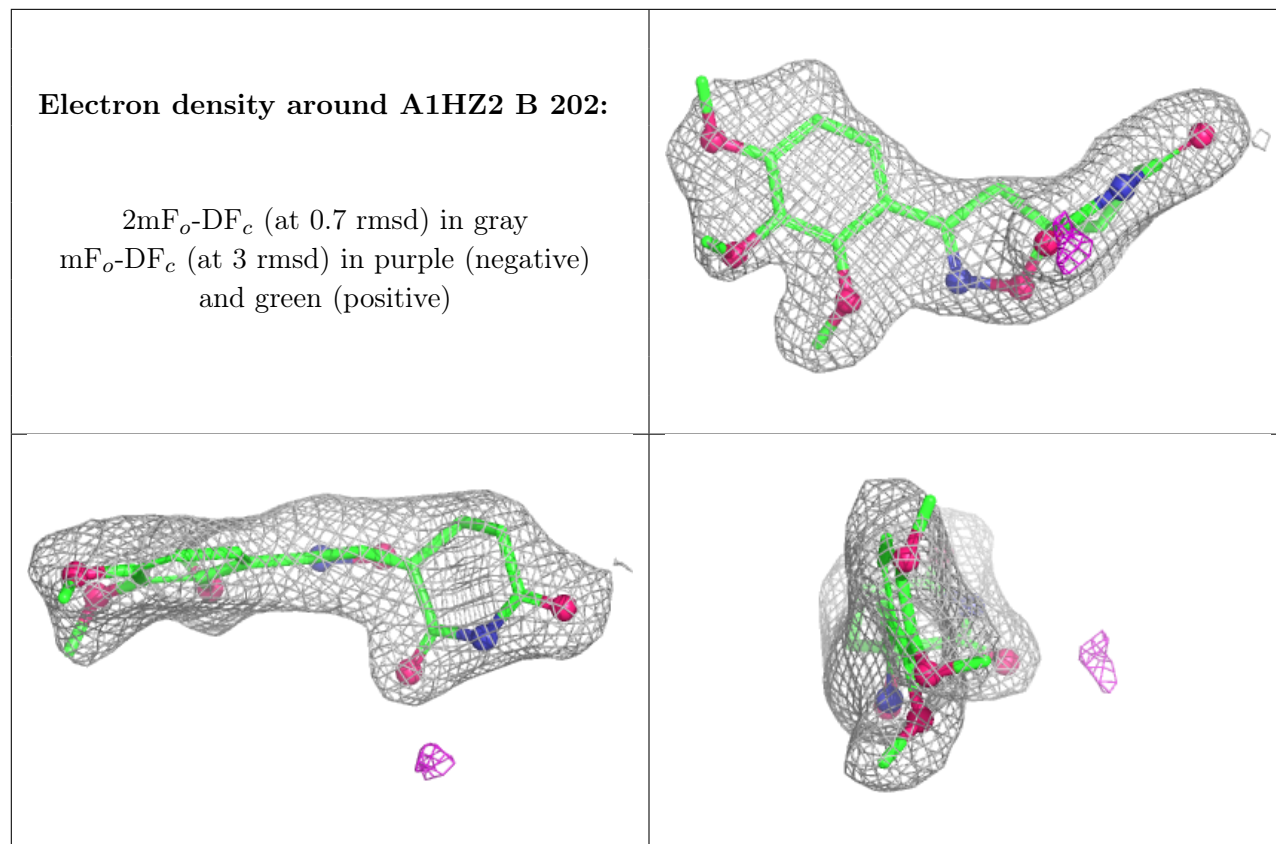 Electron density around A1HZ2 B 202:
2mFₒ-DF𝒸 (at 0.7 rmsd) in gray
mFₒ-DF𝒸 (at 3 rmsd) in purple (negative)
and green (positive)